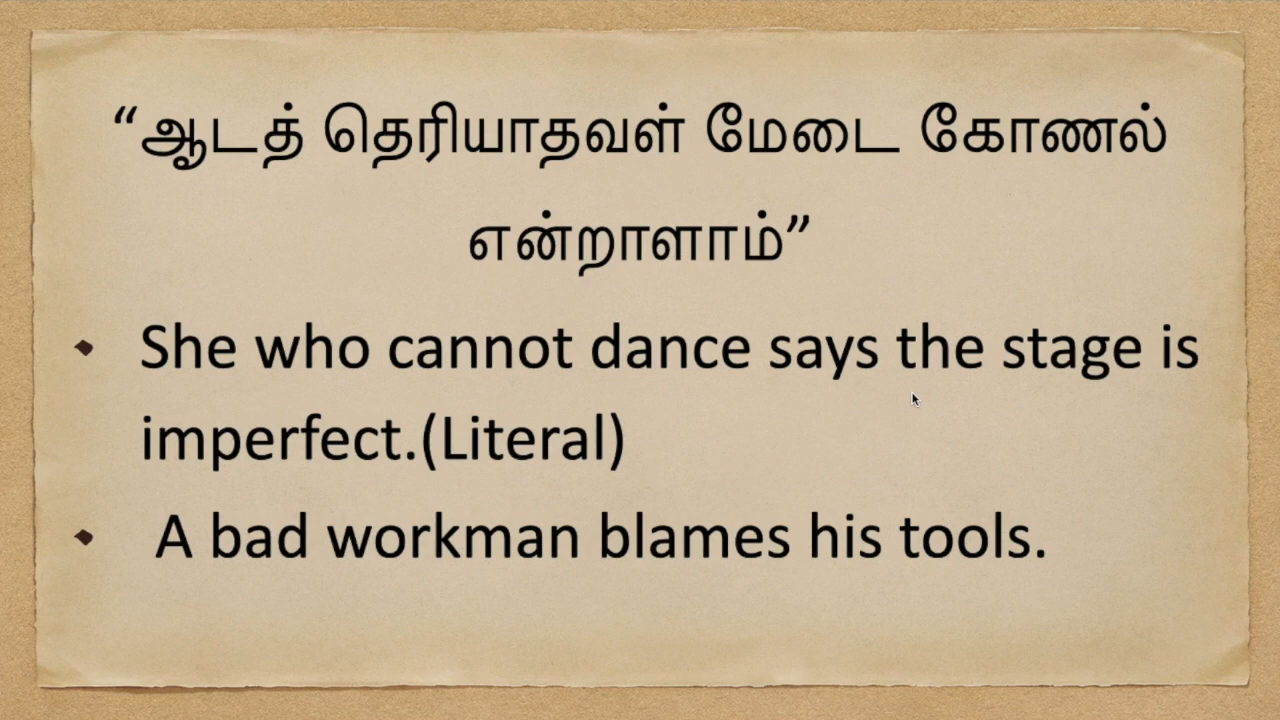 “ஆடத் தெரியாதவள் மேடை கோணல்
என்றாளாம்”
• She who cannot dance says the stage is
imperfect.(Literal)
• A bad workman blames his tools.